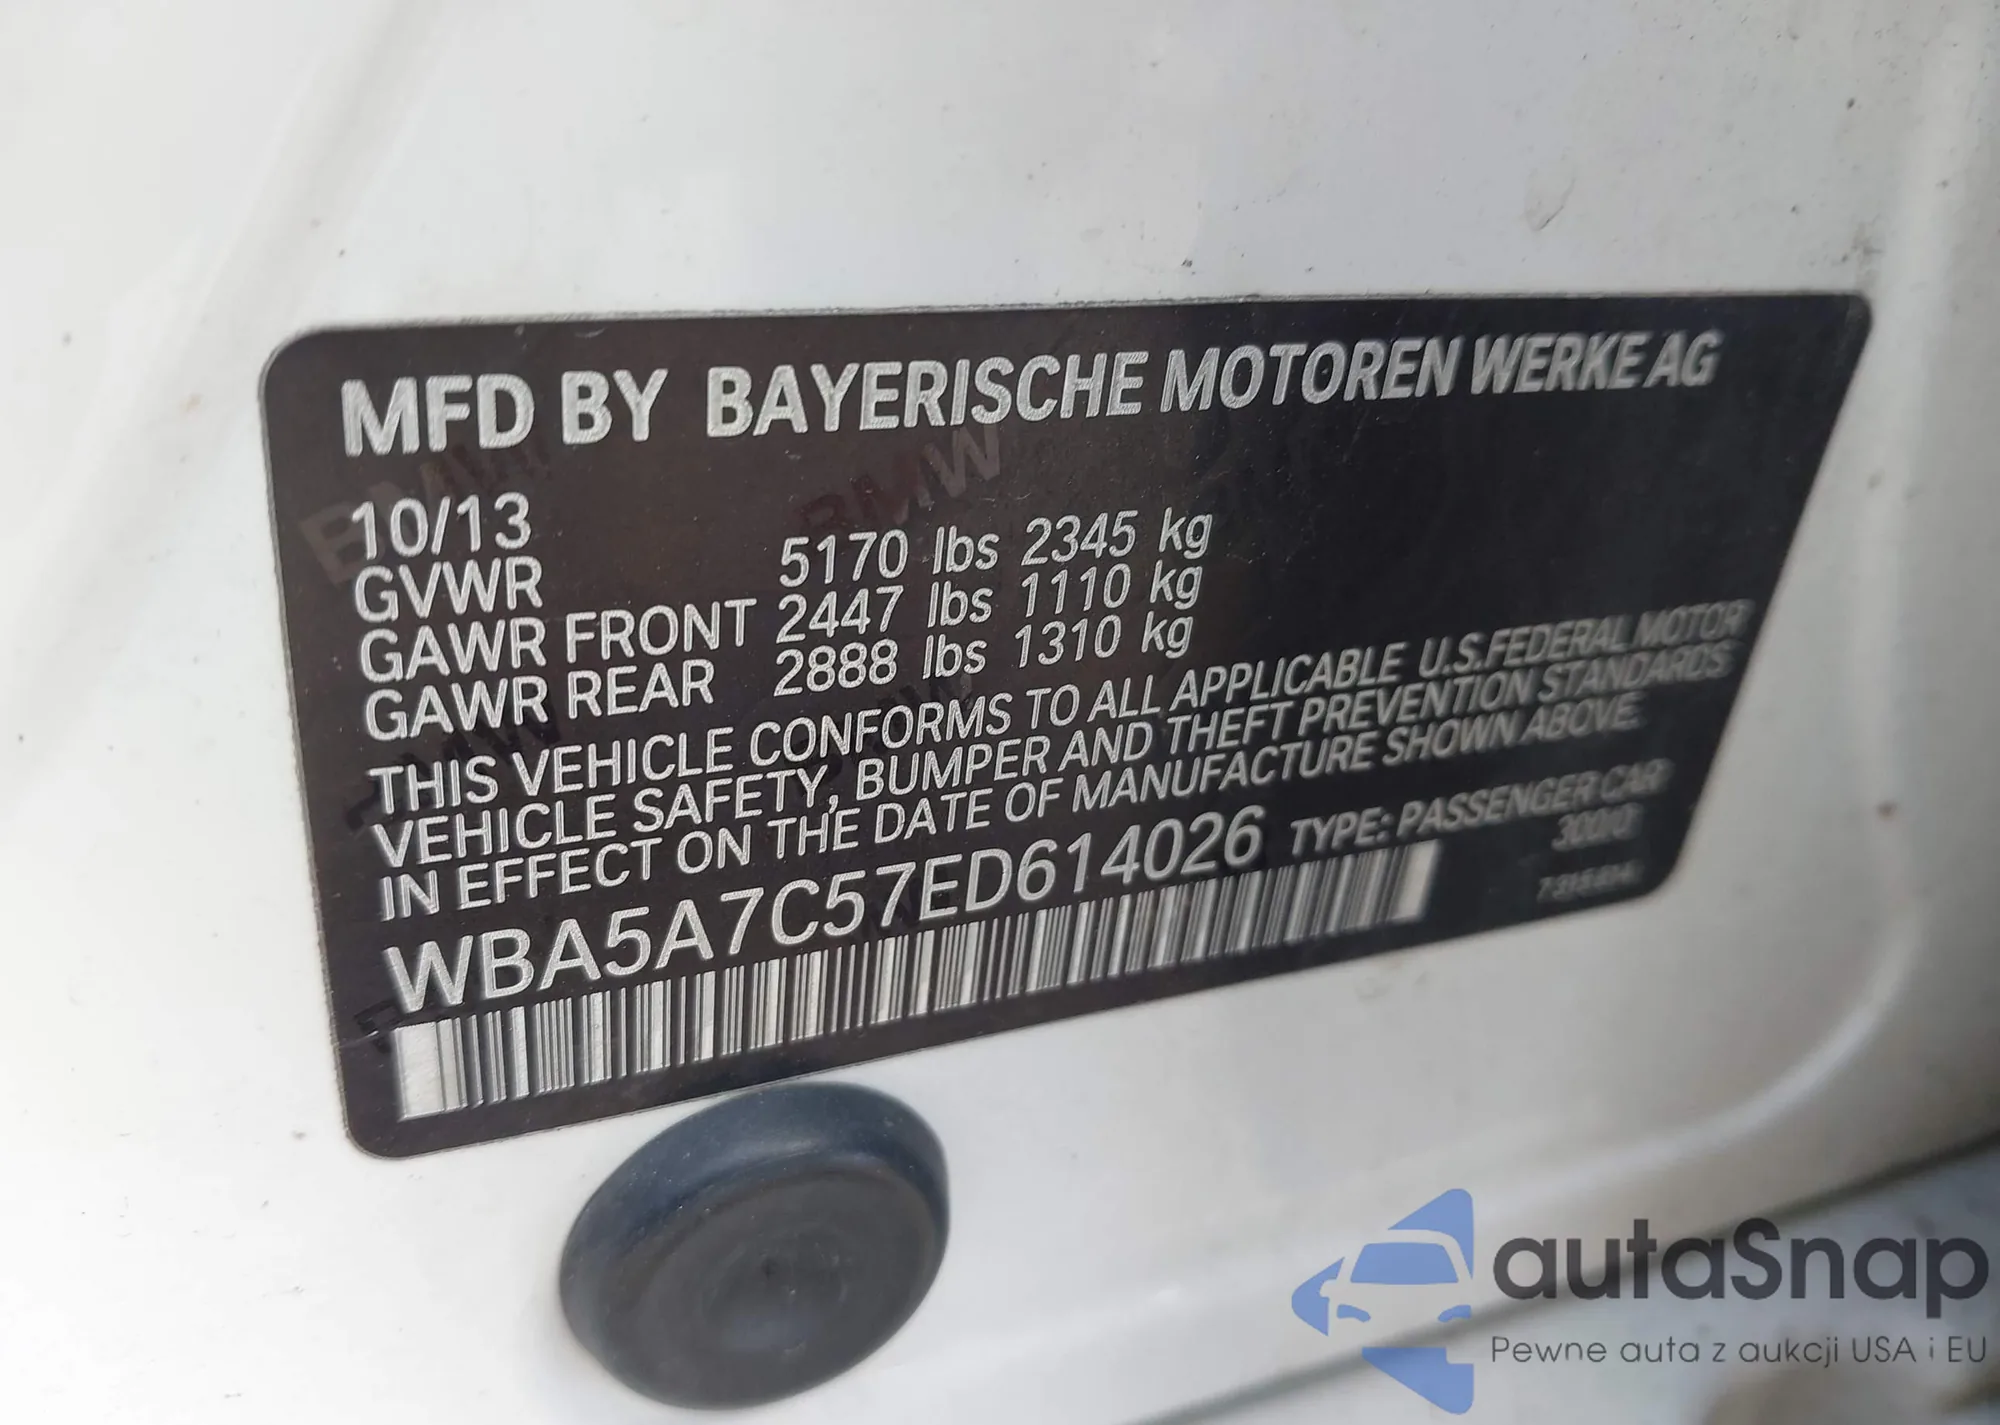 MFD BY BAYERISCHE MOTOREN WERKE AG
10/13
GVWR 5170 lbs 2345 kg
GAWR FRONT 2447 lbs 1110 kg
GAWR REAR 2888 lbs 1310 kg
THIS VEHICLE CONFORMS TO ALL APPLICABLE U.S.FEDERAL MOTOR
VEHICLE SAFETY, BUMPER AND THEFT PREVENTION STANDARDS
IN EFFECT ON THE DATE OF MANUFACTURE SHOWN ABOVE.
WBA5A7C57ED614026 TYPE: PASSENGER CAR
autaSnap
Pewne auta z aukcji USA i EU